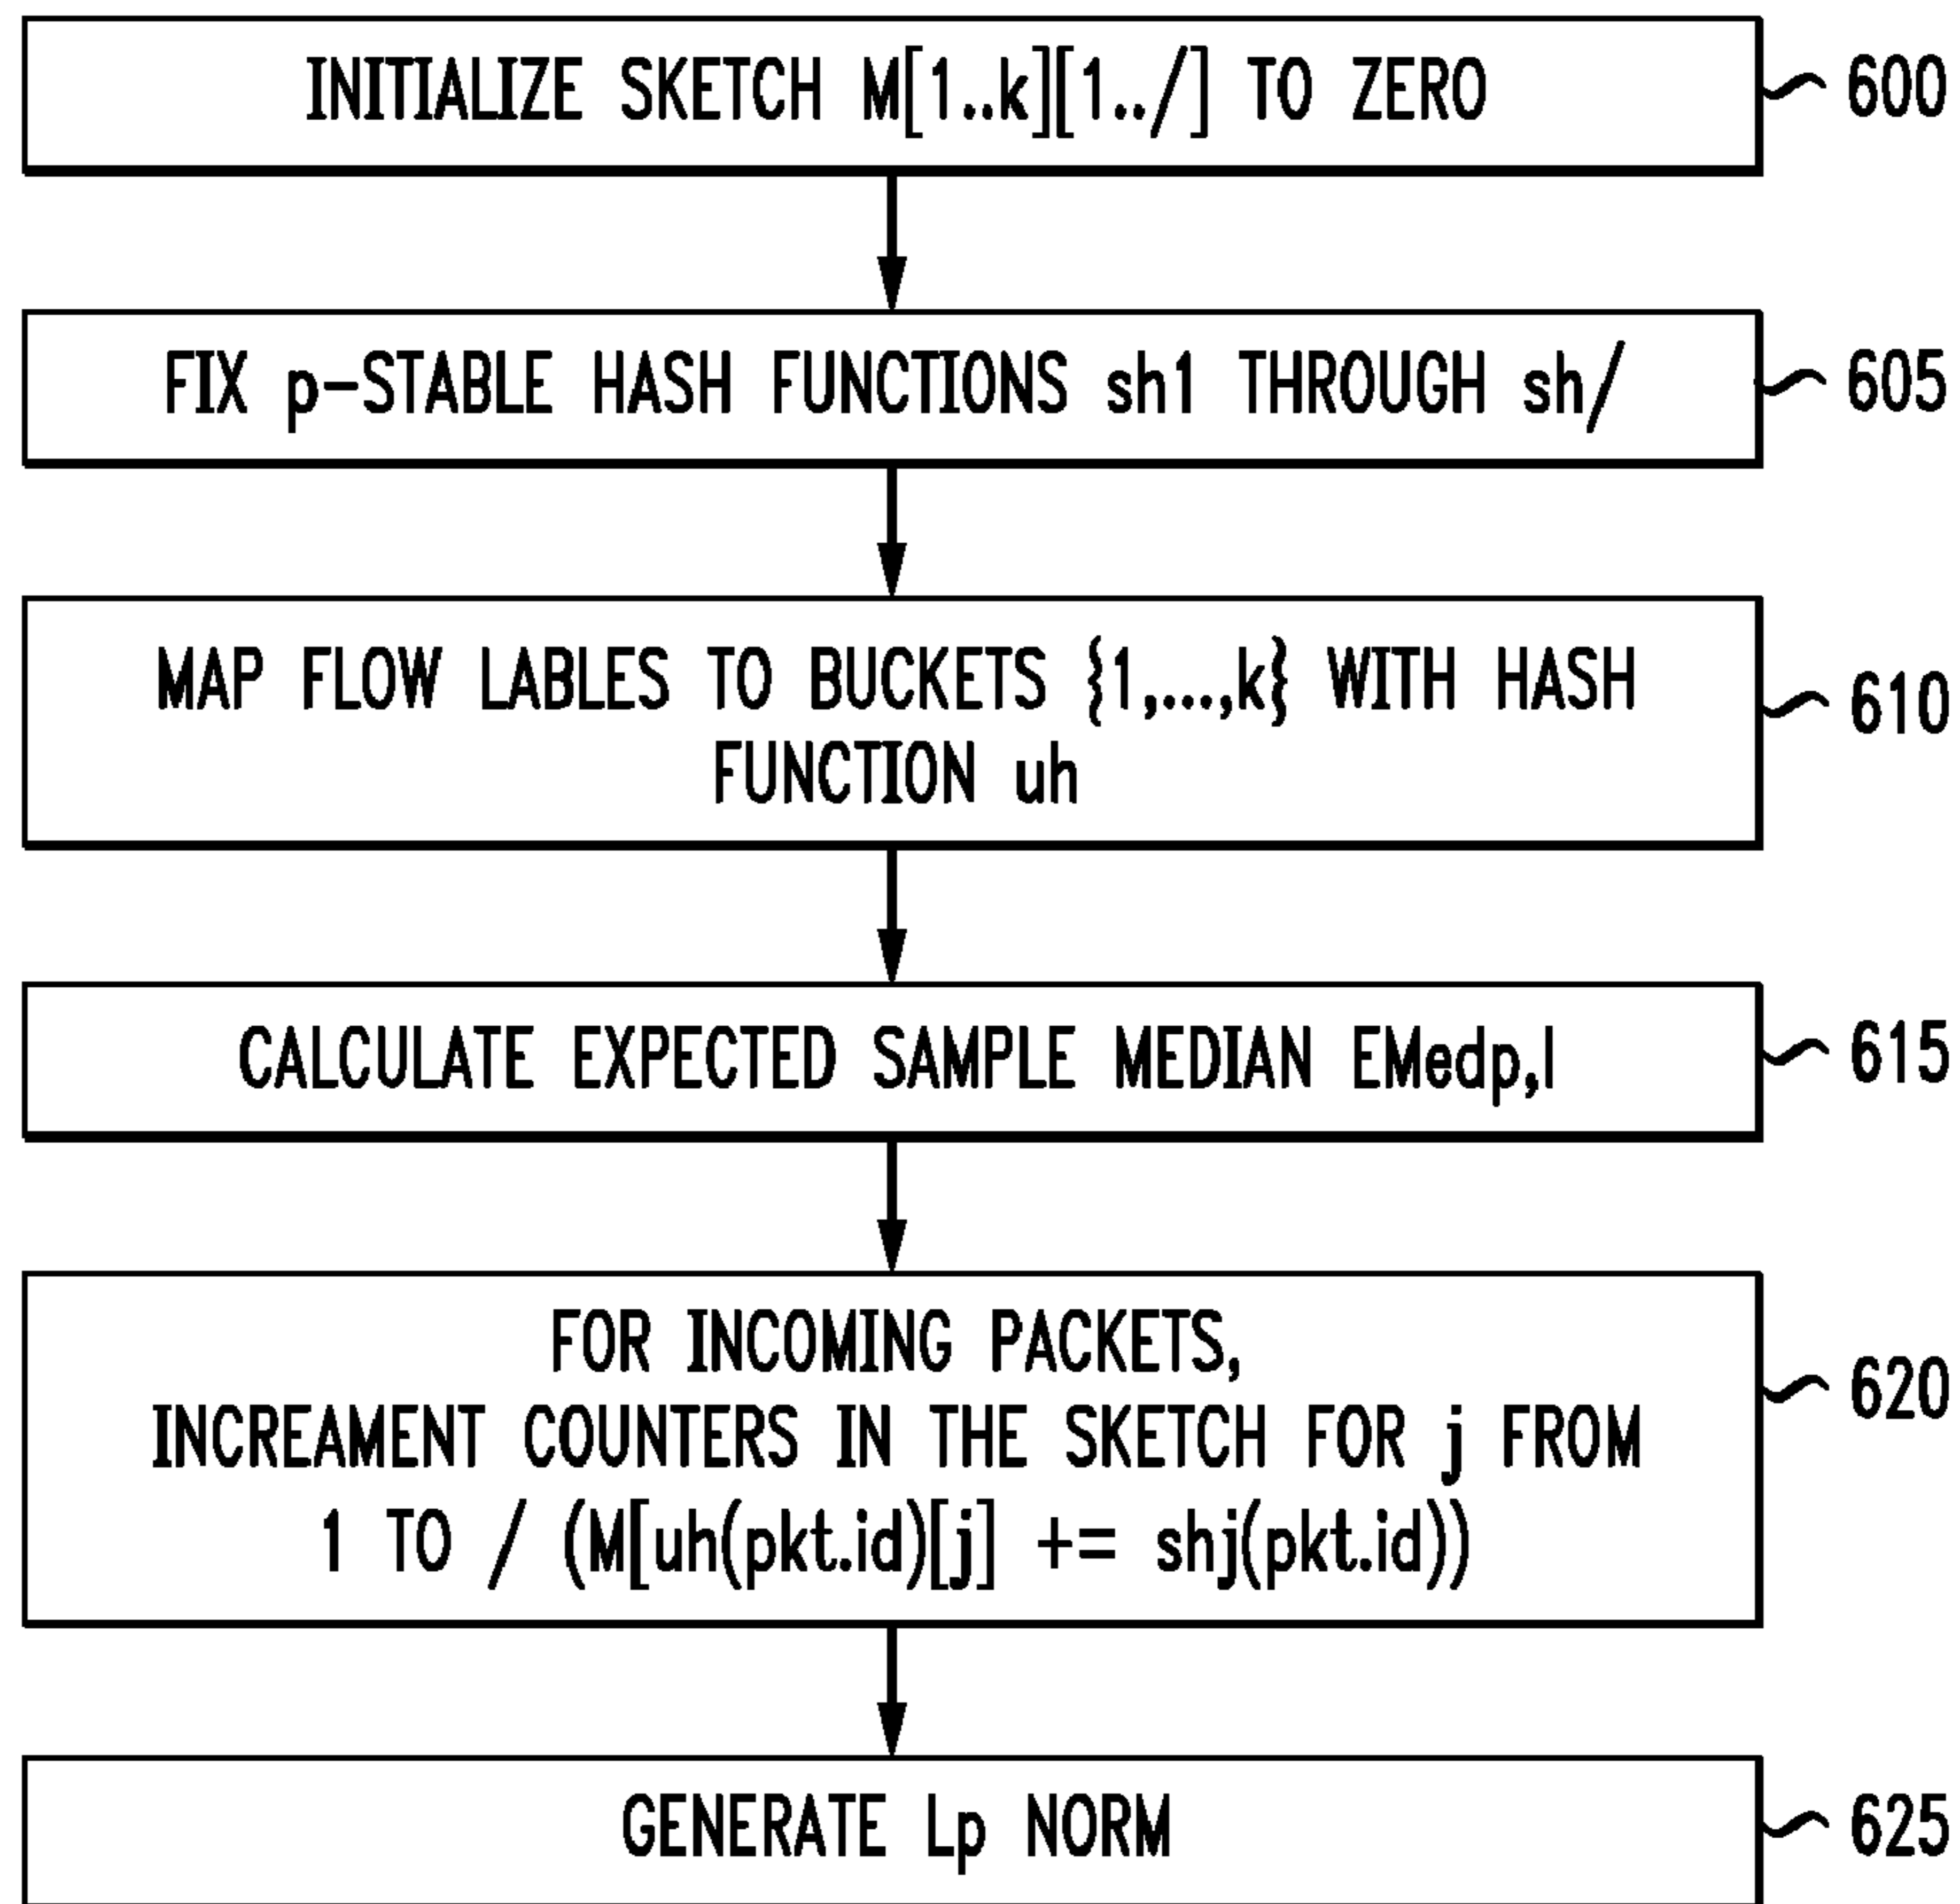 INITIALIZE SKETCH M[1..k][1../] TO ZERO
600
FIX p-STABLE HASH FUNCTIONS sh1 THROUGH sh/
605
MAP FLOW LABLES TO BUCKETS {1,...,k} WITH HASH
FUNCTION uh
610
CALCULATE EXPECTED SAMPLE MEDIAN EMedp,l
615
FOR INCOMING PACKETS,
INCREAMENT COUNTERS IN THE SKETCH FOR j FROM
1 TO / (M[uh(pkt.id)[j] += shj(pkt.id))
620
GENERATE Lp NORM
625